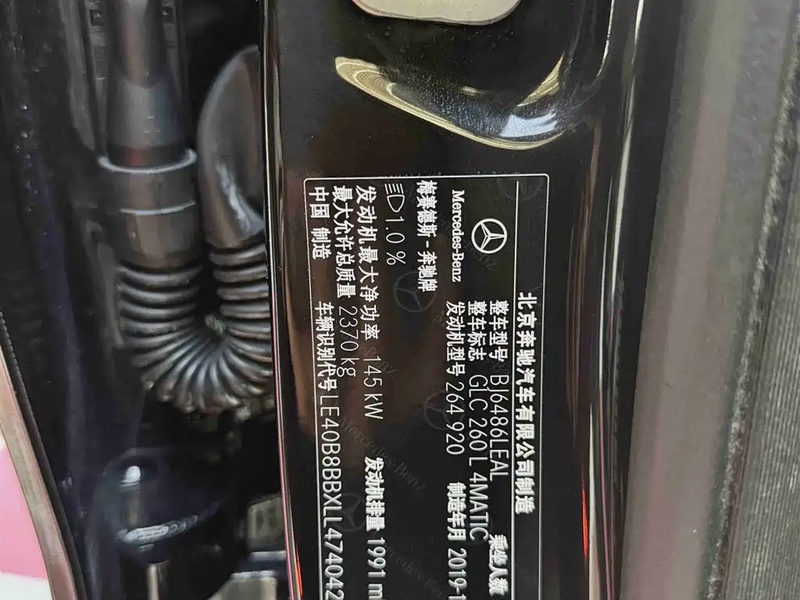 北京奔驰汽车有限公司制造
Mercedes-Benz
梅赛德斯-奔驰牌
整车型号 BJ6486LEAL
整车标志 GLC 260 L 4MATIC 乘坐人数
发动机型号 264 920 制造年月 2019-1
1.0 %
发动机最大净功率 145 kW 发动机排量 1991 m
最大允许总质量 2370 kg
中国 制造 车辆识别代号 LE40B8BBXLL474042